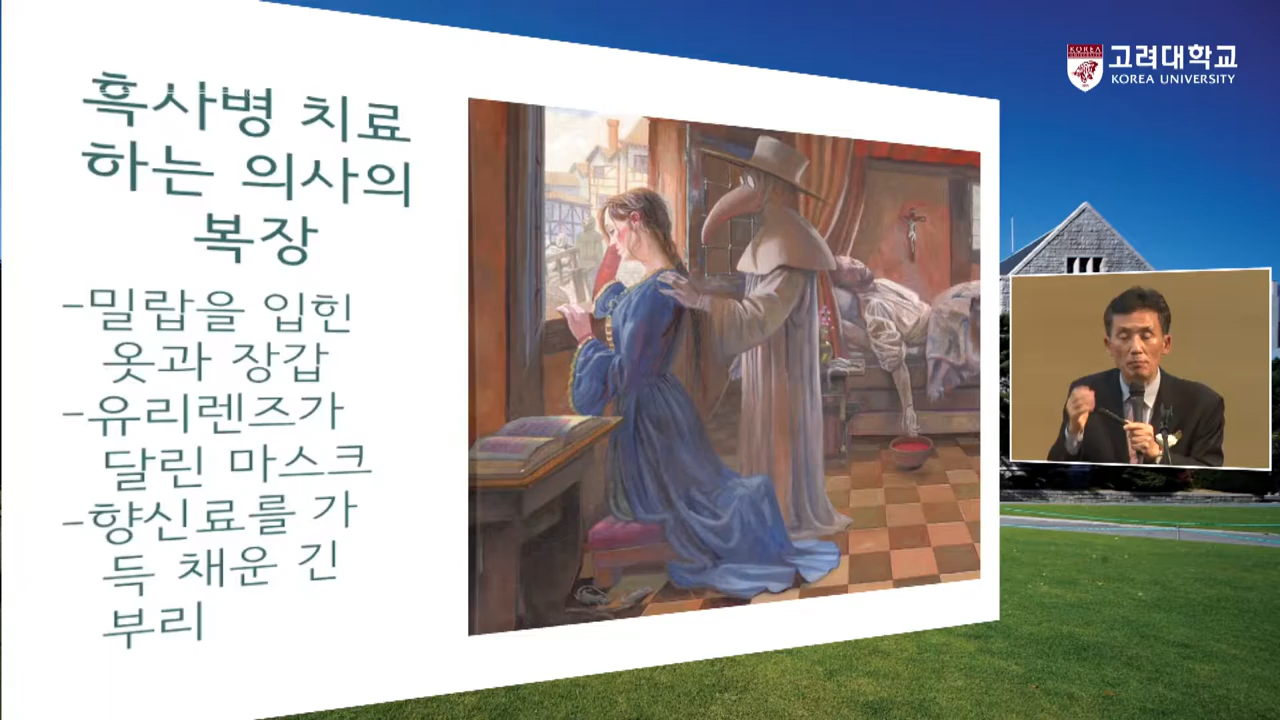 흑사병 치료
하는 의사의
복장
-밀랍을 입힌
옷과 장갑
-유리렌즈가
달린 마스크
-향신료를 가
득 채운 긴
부리
KOREA
고려대학교
KOREA UNIVERSITY